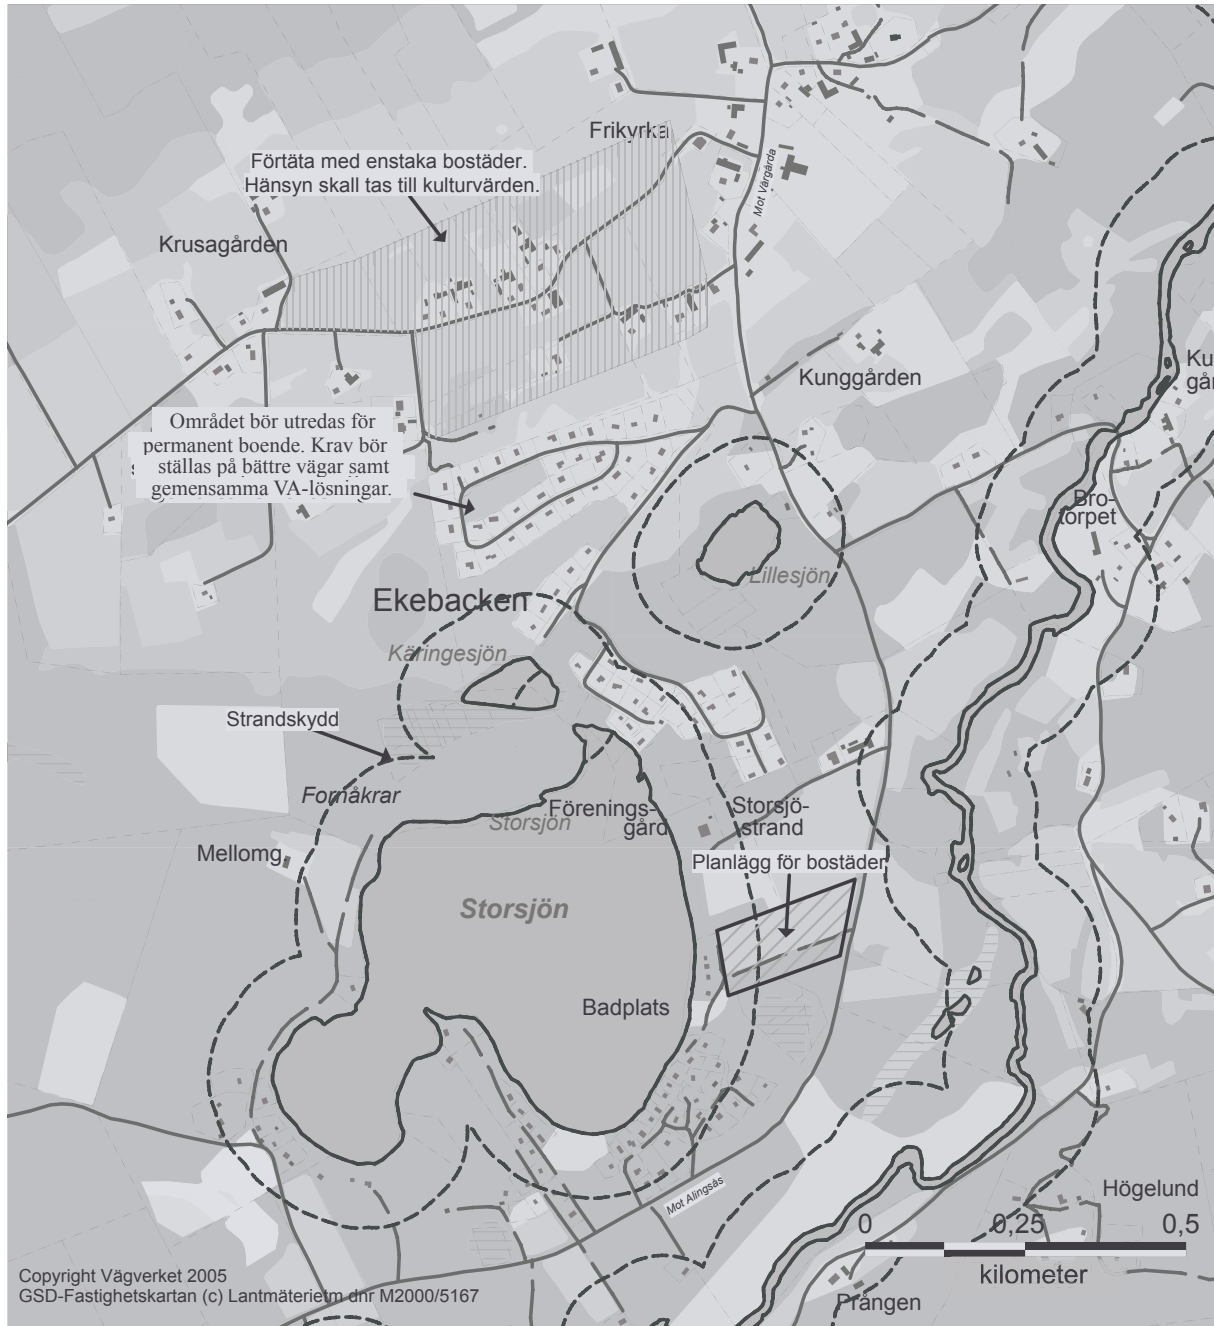 Frikyrka
Förtäta med enstaka bostäder.
Hänsyn skall tas till kulturvärden.
Mot Vårgårda
Krusagården
Ku
går
Kunggården
Området bör utredas för
permanent boende. Krav bör
ställas på bättre vägar samt
gemensamma VA-lösningar.
Bro-
torpet
Lillesjön
Ekebacken
Käringesjön
Strandskydd
Fornåkrar
Förenings-
gård
Storsjön
Storsjö-
strand
Mellomg.
Planlägg för bostäder
Storsjön
Badplats
Mot Alingsås
Högelund
0 0,25 0,5
kilometer
Copyright Vägverket 2005
GSD-Fastighetskartan (c) Lantmäterietm dnr M2000/5167
Prången